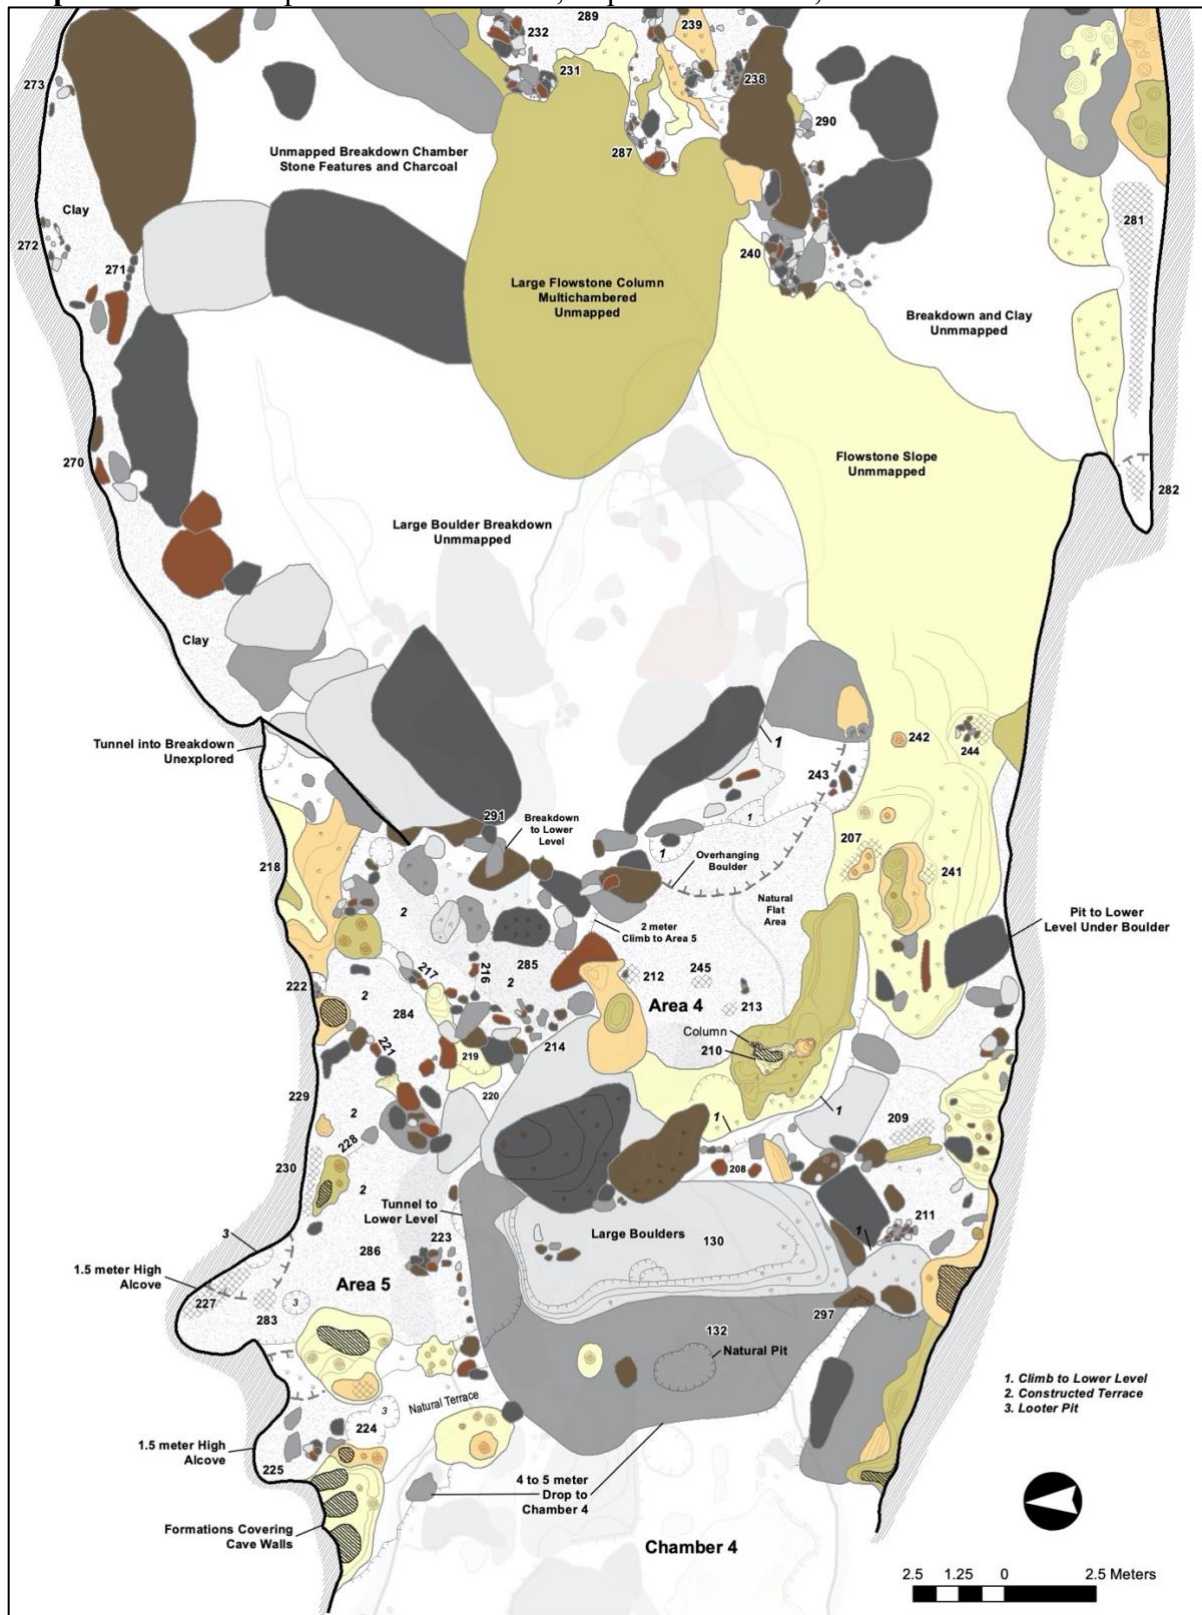 289
232
239
231
238
273
290
287
Unmapped Breakdown Chamber
Stone Features and Charcoal
Clay
281
272
271
240
Large Flowstone Column
Multichambered
Unmapped
Breakdown and Clay
Unmmapped
270
Flowstone Slope
Unmmapped
282
Large Boulder Breakdown
Unmmapped
Clay
Tunnel into Breakdown
Unexplored
1
242
244
243
291
Breakdown
to Lower
Level
1
1
207
Overhanging
Boulder
218
241
2
Natural
Flat
Area
Pit to Lower
Level Under Boulder
2 meter
Climb to Area 5
217
216
285
2
212
245
222
2
284
Area 4
213
Column
210
221
219
214
220
229
2
1
1
209
228
230
208
2
Tunnel to
Lower Level
211
3
223
Large Boulders
130
1
286
1.5 meter High
Alcove
Area 5
227
283
3
297
132
Natural Pit
1. Climb to Lower Level
2. Constructed Terrace
3. Looter Pit
3
Natural Terrace
224
1.5 meter High
Alcove
225
4 to 5 meter
Drop to
Chamber 4
Formations Covering
Cave Walls
Chamber 4
2.5 1.25 0 2.5 Meters